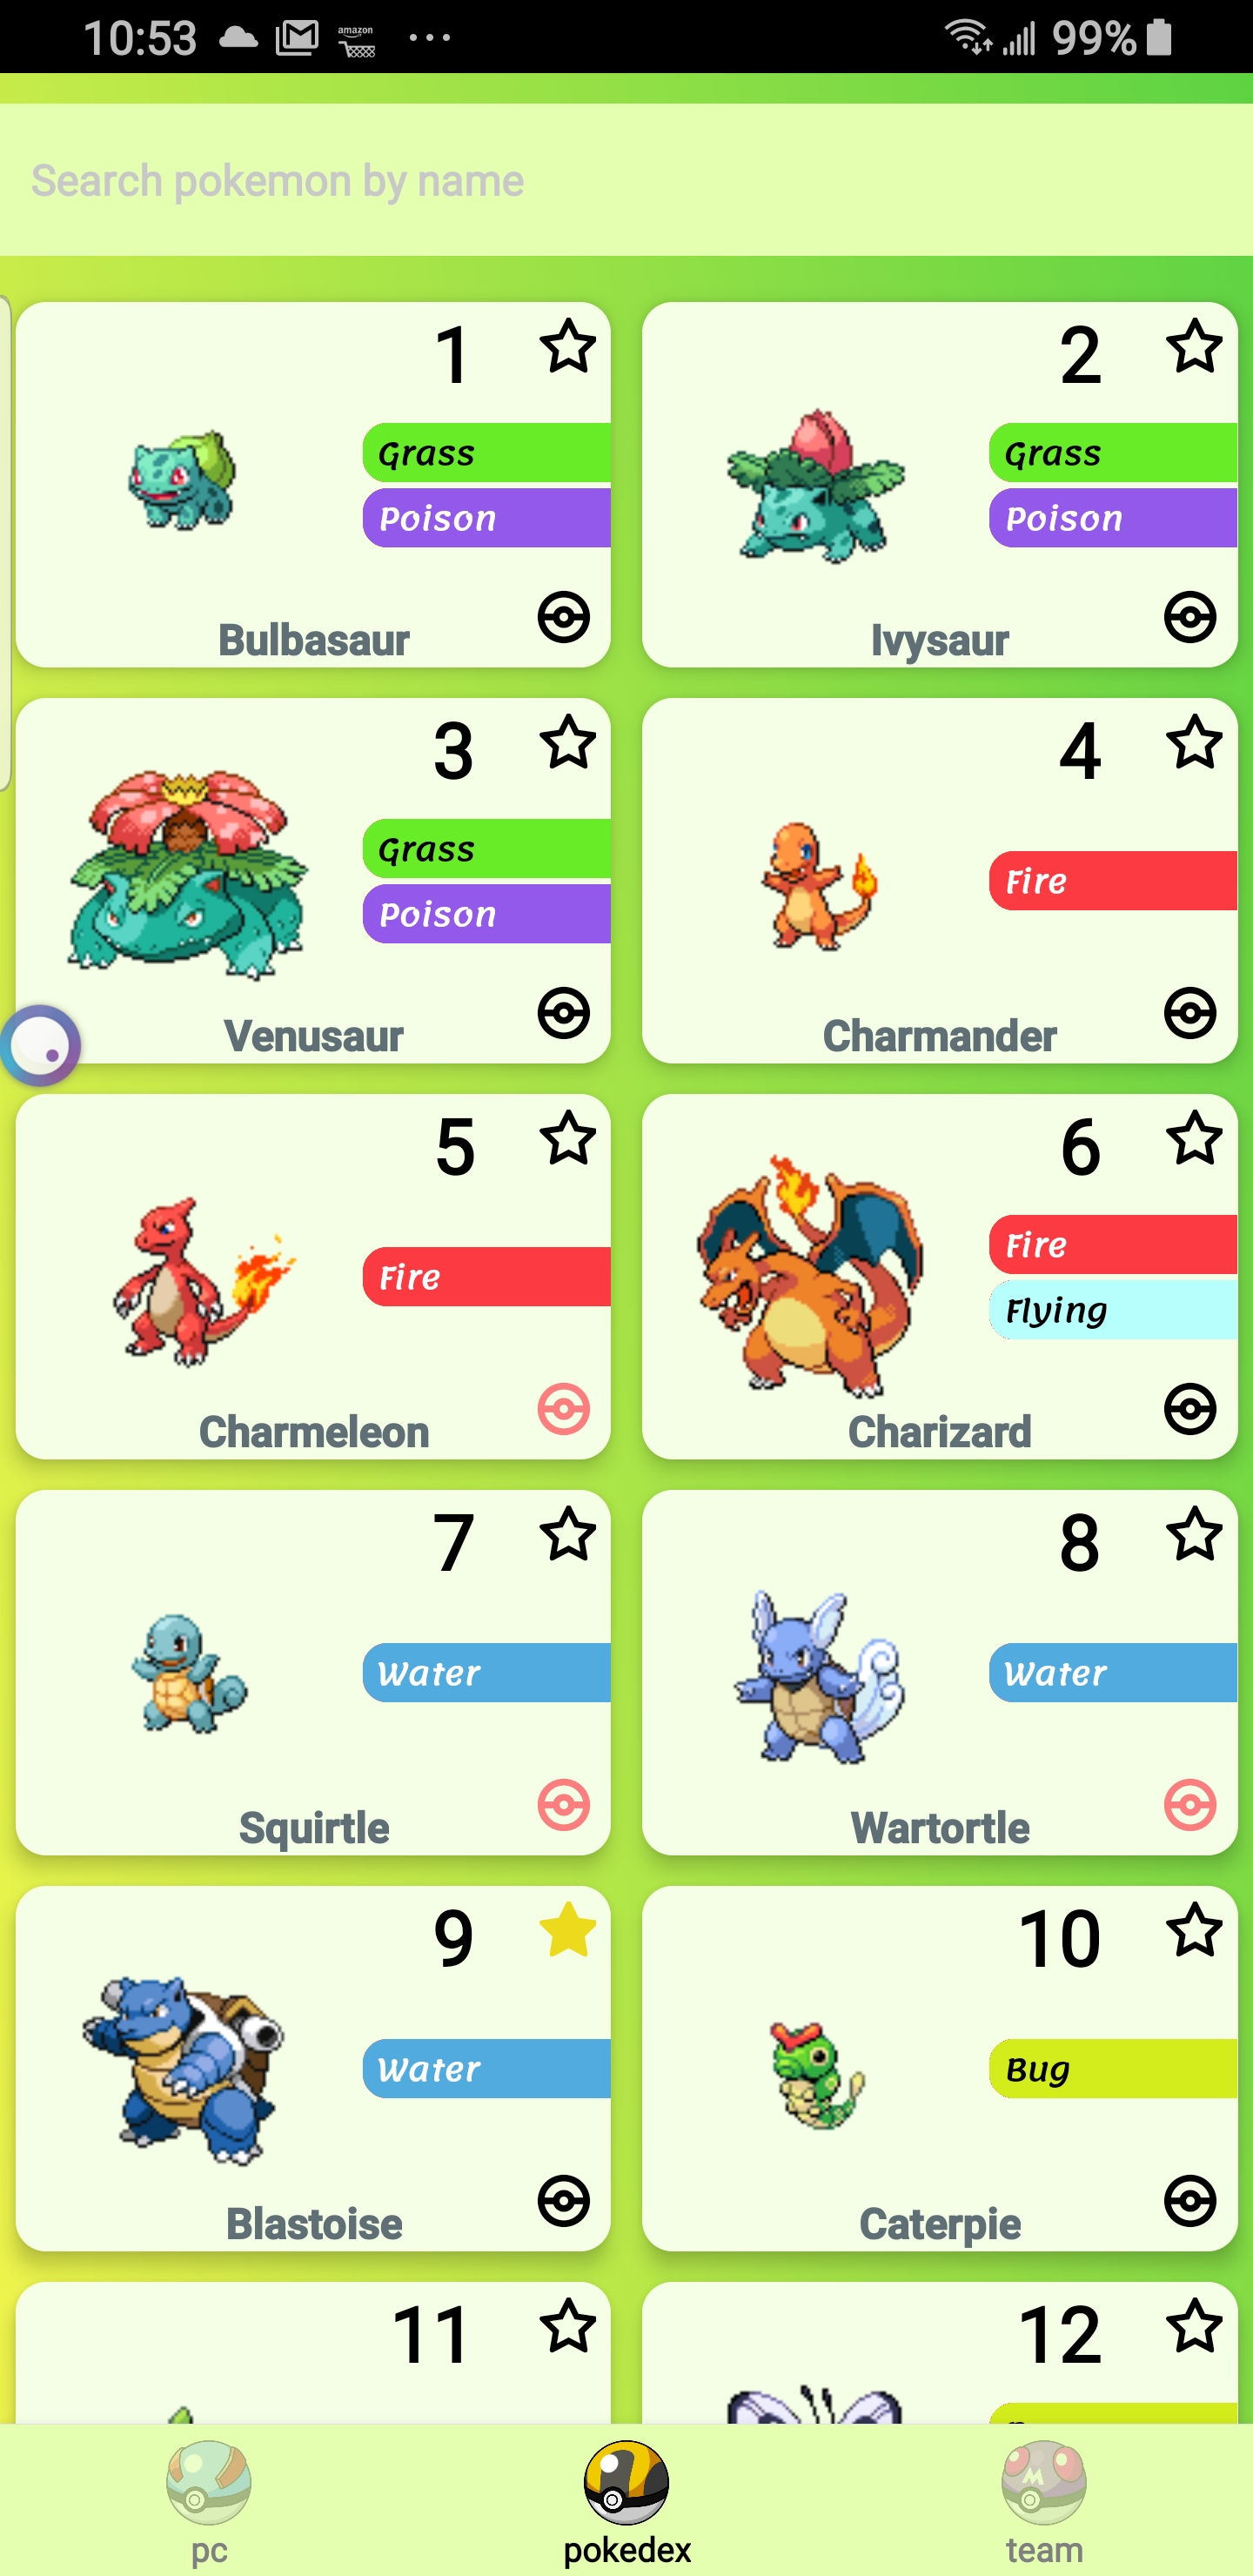 10:53 amazon 99%
Search pokemon by name
1
Grass
Poison
Bulbasaur
2
Grass
Poison
Ivysaur
3
Grass
Poison
Venusaur
4
Fire
Charmander
5
Fire
Charmeleon
6
Fire
Flying
Charizard
7
Water
Squirtle
8
Water
Wartortle
9
Water
Blastoise
10
Bug
Caterpie
11
12
M
pc
pokedex
team